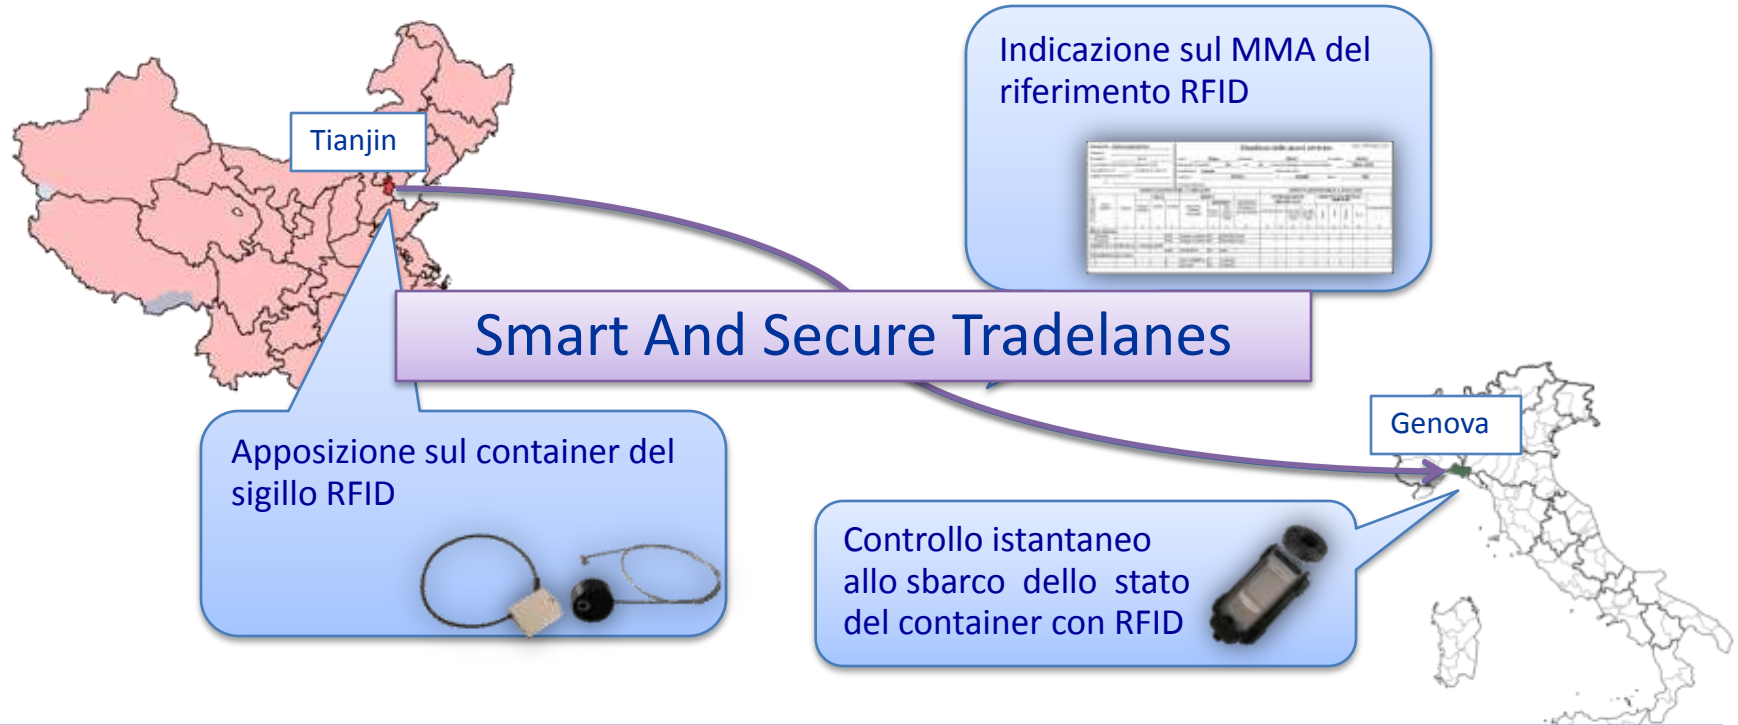 Indicazione sul MMA del
riferimento RFID
Tianjin
Smart And Secure Tradelanes
Genova
Apposizione sul container del
sigillo RFID
Controllo istantaneo
allo sbarco dello stato
del container con RFID